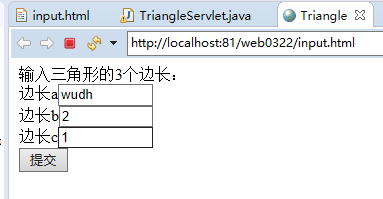 input.html TriangleServlet.java Triangle
http://localhost:81/web0322/input.html
输入三角形的3个边长：
边长a wudh
边长b 2
边长c 1
提交